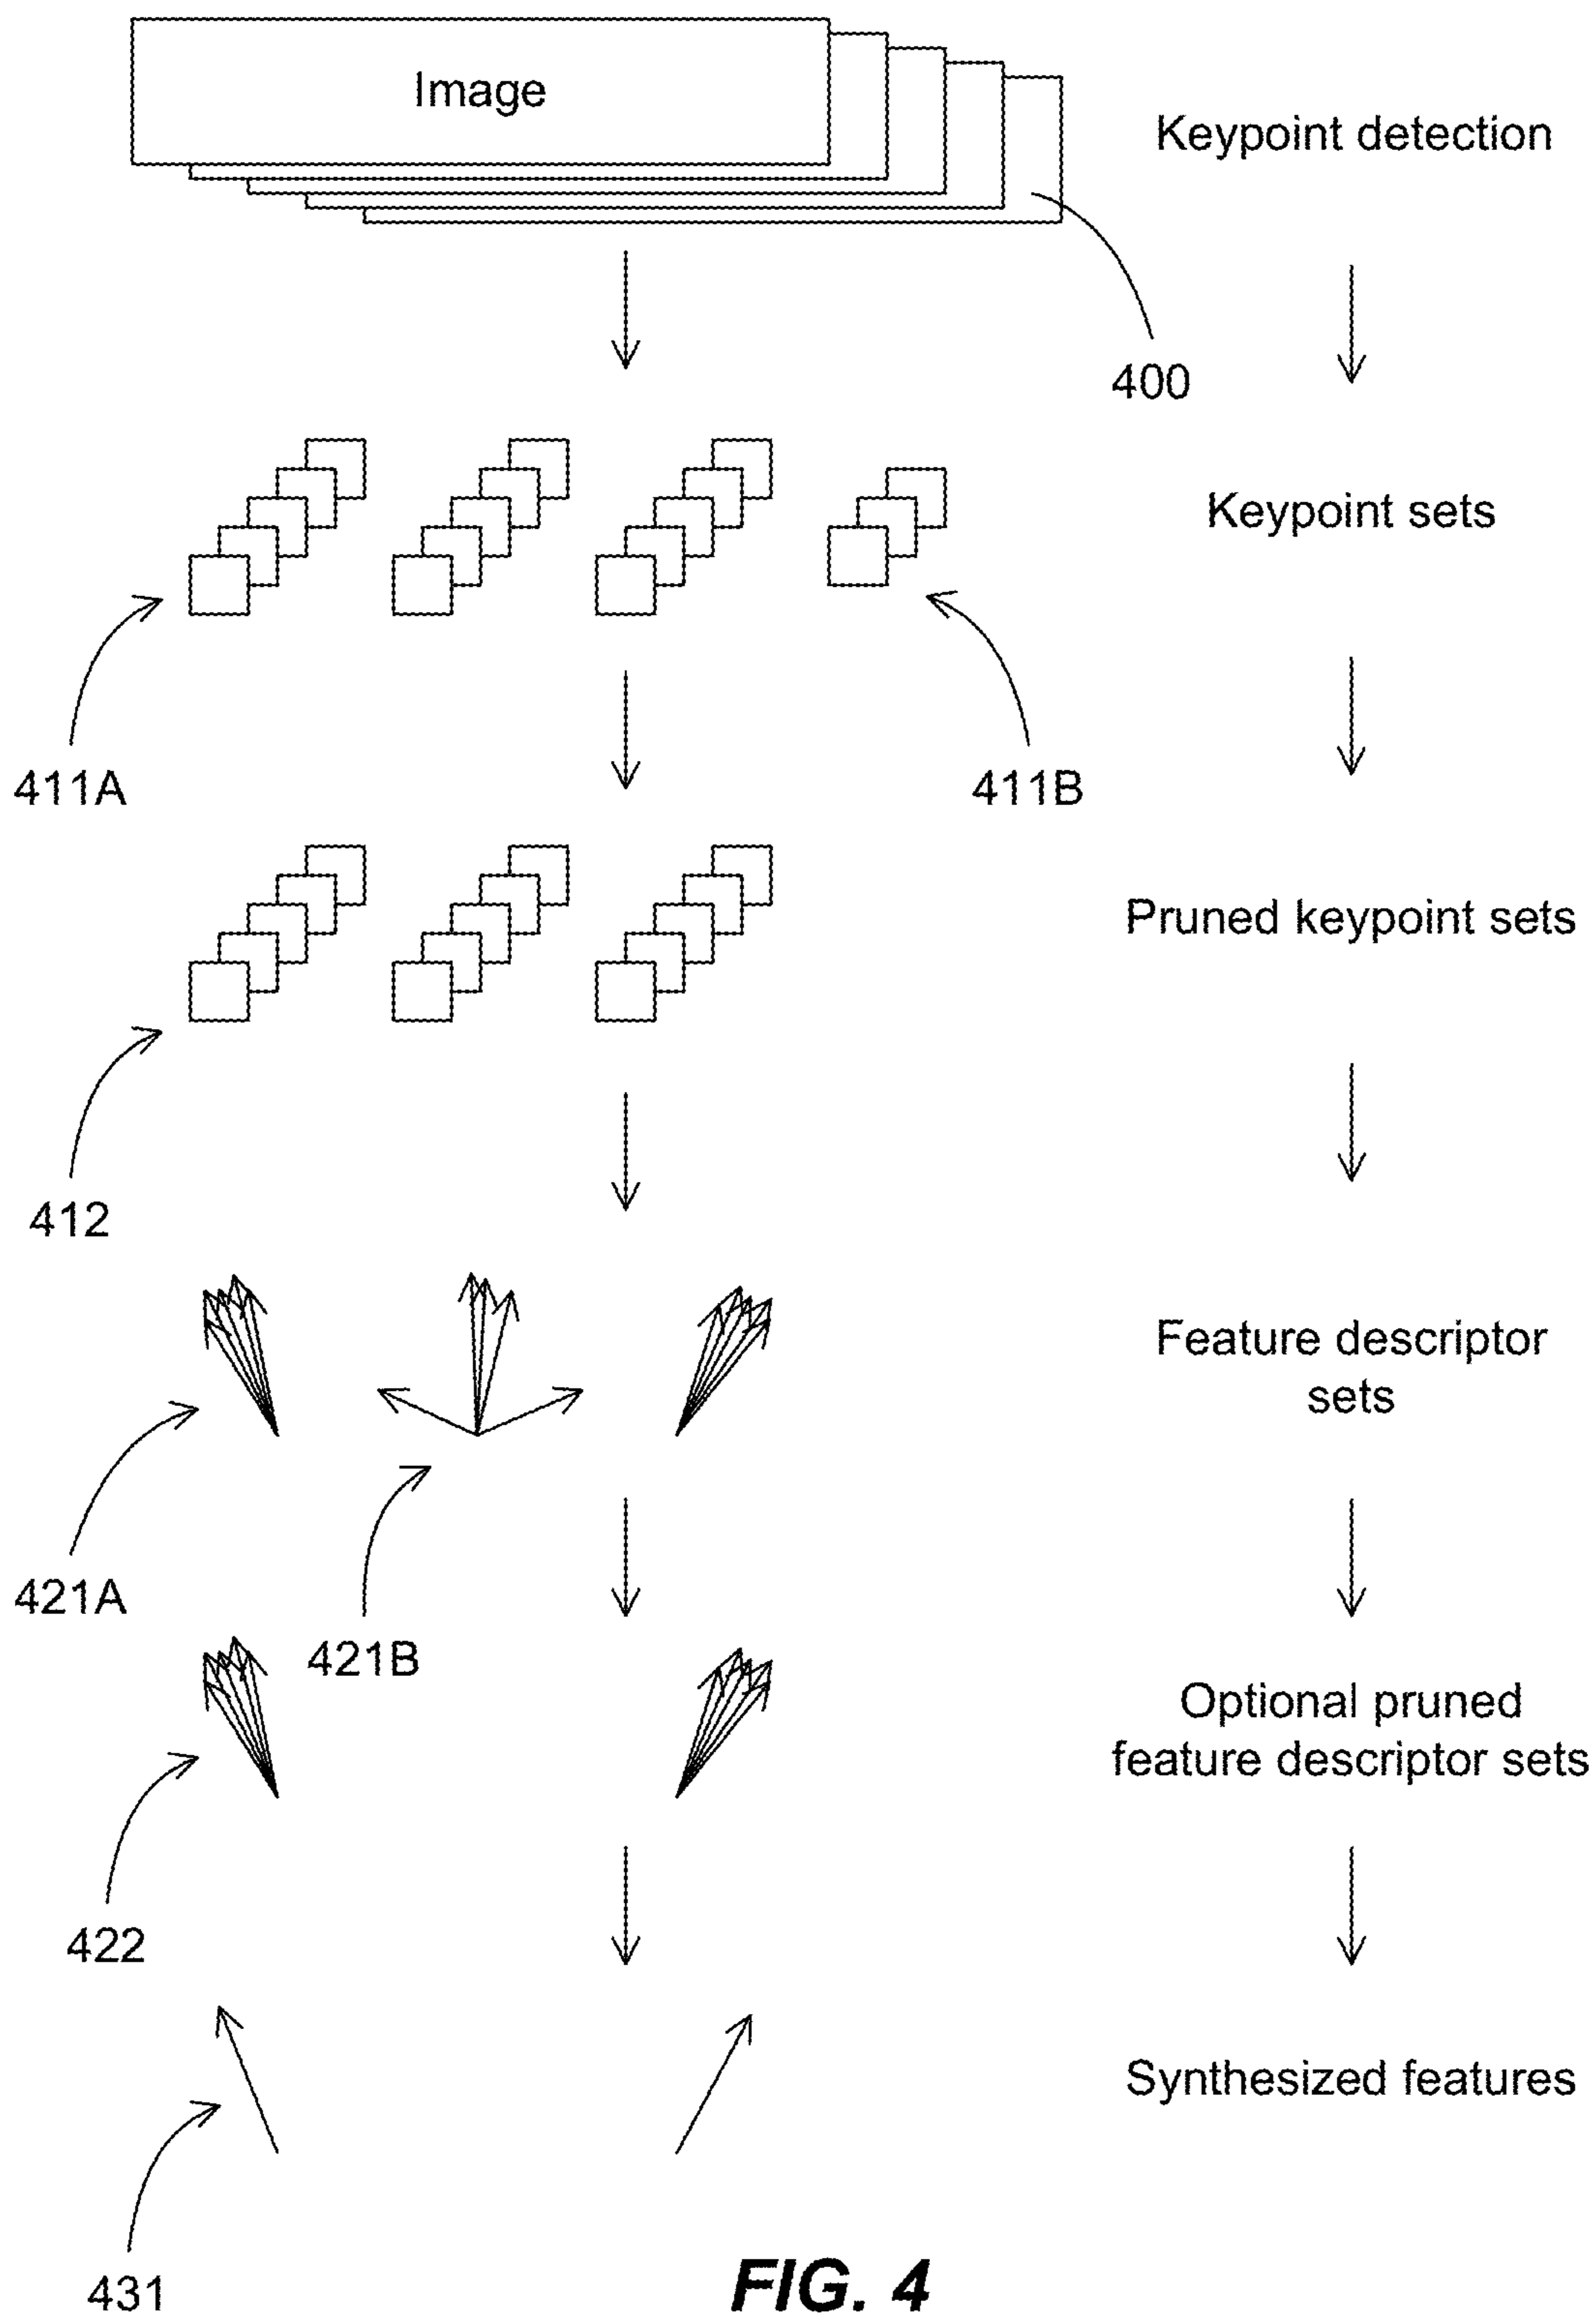 Image
Keypoint detection
400
Keypoint sets
411A
411B
Pruned keypoint sets
412
Feature descriptor
sets
421A
421B
Optional pruned
feature descriptor sets
422
Synthesized features
431
FIG. 4